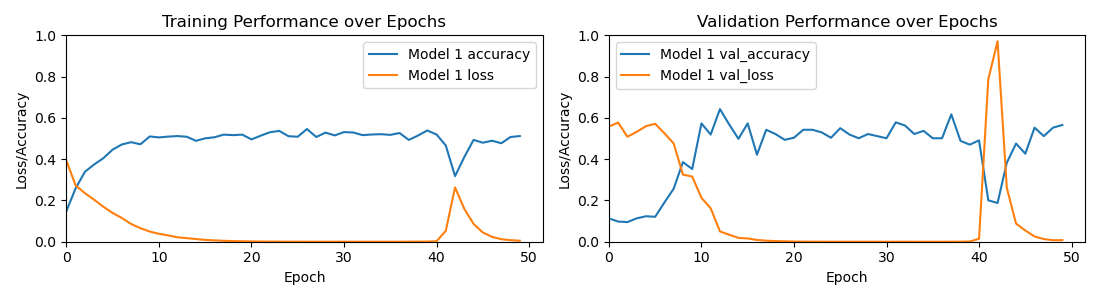 Training Performance over Epochs
Loss/Accuracy
1.0
0.8
0.6
0.4
0.2
0.0
Model 1 accuracy
Model 1 loss
0 10 20 30 40 50
Epoch
Validation Performance over Epochs
Loss/Accuracy
1.0
0.8
0.6
0.4
0.2
0.0
Model 1 val_accuracy
Model 1 val_loss
0 10 20 30 40 50
Epoch